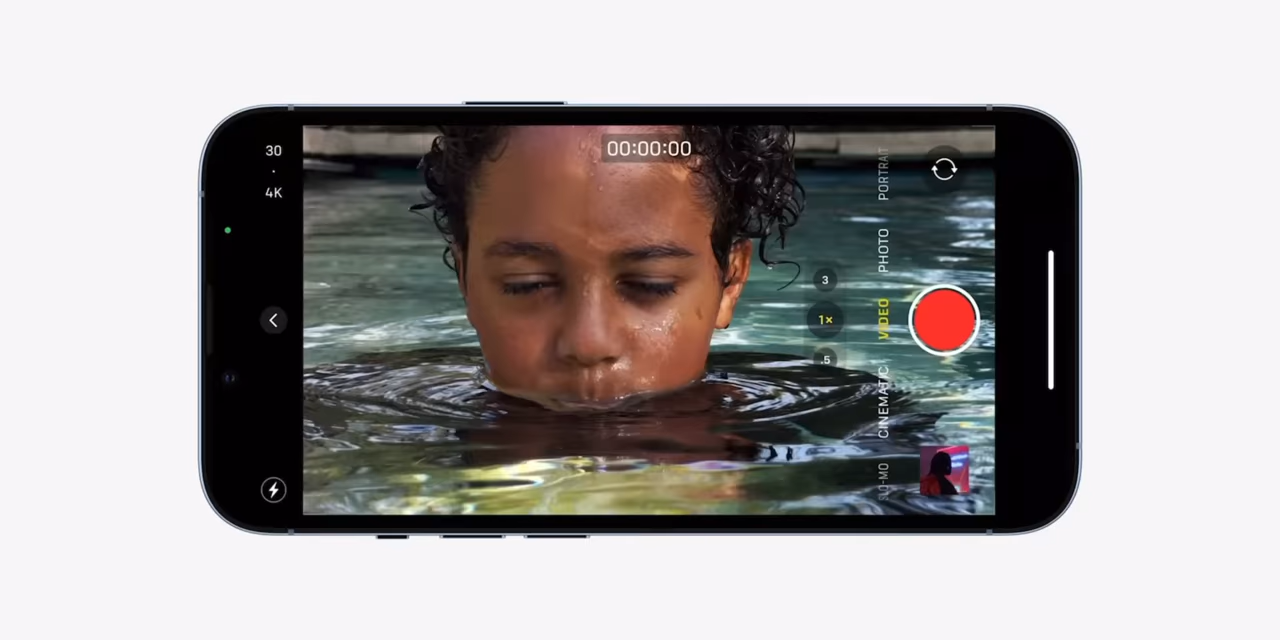 30
·
4K
00:00:00
3
1×
.5
PORTRAIT
PHOTO
VIDEO
CINEMATIC
SLO-MO